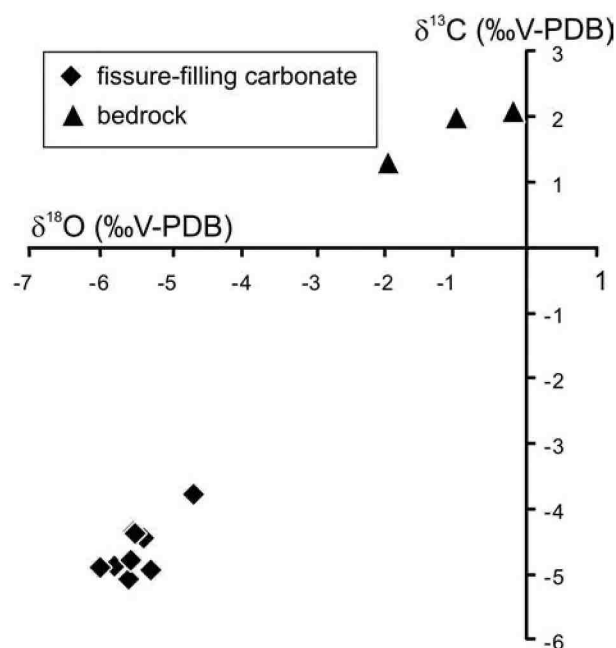 δ¹³C (‰V-PDB)
3
fissure-filling carbonate
bedrock
2
1
δ¹⁸O (‰V-PDB)
-7 -6 -5 -4 -3 -2 -1 1
-1
-2
-3
-4
-5
-6